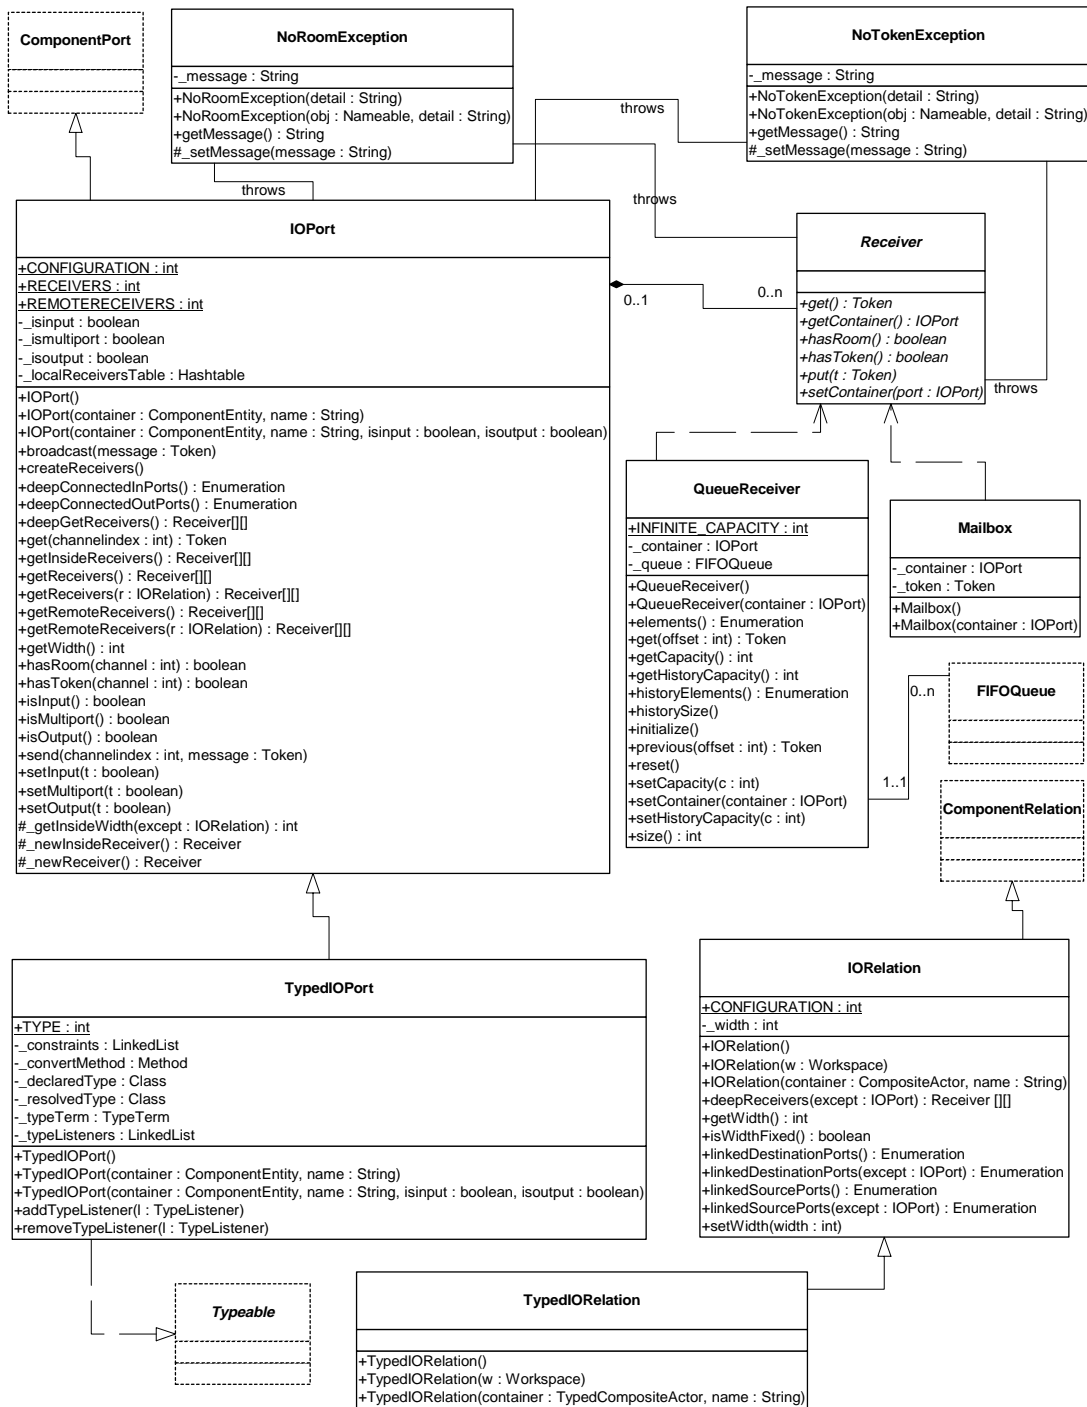 ComponentPort
NoRoomException
-_message : String
+NoRoomException(detail : String)
+NoRoomException(obj : Nameable, detail : String)
+getMessage() : String
#_setMessage(message : String)
NoTokenException
-_message : String
+NoTokenException(detail : String)
+NoTokenException(obj : Nameable, detail : String)
+getMessage() : String
#_setMessage(message : String)
throws
throws
throws
throws
IOPort
+CONFIGURATION : int
+RECEIVERS : int
+REMOTERECEIVERS : int
-_isinput : boolean
-_ismultiport : boolean
-_isoutput : boolean
-_localReceiversTable : Hashtable
+IOPort()
+IOPort(container : ComponentEntity, name : String)
+IOPort(container : ComponentEntity, name : String, isinput : boolean, isoutput : boolean)
+broadcast(message : Token)
+createReceivers()
+deepConnectedInPorts() : Enumeration
+deepConnectedOutPorts() : Enumeration
+deepGetReceivers() : Receiver[][]
+get(channelindex : int) : Token
+getInsideReceivers() : Receiver[][]
+getReceivers() : Receiver[][]
+getReceivers(r : IORelation) : Receiver[][]
+getRemoteReceivers() : Receiver[][]
+getRemoteReceivers(r : IORelation) : Receiver[][]
+getWidth() : int
+hasRoom(channel : int) : boolean
+hasToken(channel : int) : boolean
+isInput() : boolean
+isMultiport() : boolean
+isOutput() : boolean
+send(channelindex : int, message : Token)
+setInput(t : boolean)
+setMultiport(t : boolean)
+setOutput(t : boolean)
#_getInsideWidth(except : IORelation) : int
#_newInsideReceiver() : Receiver
#_newReceiver() : Receiver
0..1
0..n
Receiver
+get() : Token
+getContainer() : IOPort
+hasRoom() : boolean
+hasToken() : boolean
+put(t : Token)
+setContainer(port : IOPort)
QueueReceiver
+INFINITE_CAPACITY : int
-_container : IOPort
-_queue : FIFOQueue
+QueueReceiver()
+QueueReceiver(container : IOPort)
+elements() : Enumeration
+get(offset : int) : Token
+getCapacity() : int
+getHistoryCapacity() : int
+historyElements() : Enumeration
+historySize()
+initialize()
+previous(offset : int) : Token
+reset()
+setCapacity(c : int)
+setContainer(container : IOPort)
+setHistoryCapacity(c : int)
+size() : int
Mailbox
-_container : IOPort
-_token : Token
+Mailbox()
+Mailbox(container : IOPort)
0..n
1..1
FIFOQueue
ComponentRelation
TypedIOPort
+TYPE : int
-_constraints : LinkedList
-_convertMethod : Method
-_declaredType : Class
-_resolvedType : Class
-_typeTerm : TypeTerm
-_typeListeners : LinkedList
+TypedIOPort()
+TypedIOPort(container : ComponentEntity, name : String)
+TypedIOPort(container : ComponentEntity, name : String, isinput : boolean, isoutput : boolean)
+addTypeListener(l : TypeListener)
+removeTypeListener(l : TypeListener)
IORelation
+CONFIGURATION : int
-_width : int
+IORelation()
+IORelation(w : Workspace)
+IORelation(container : CompositeActor, name : String)
+deepReceivers(except : IOPort) : Receiver [][]
+getWidth() : int
+isWidthFixed() : boolean
+linkedDestinationPorts() : Enumeration
+linkedDestinationPorts(except : IOPort) : Enumeration
+linkedSourcePorts() : Enumeration
+linkedSourcePorts(except : IOPort) : Enumeration
+setWidth(width : int)
Typeable
TypedIORelation
+TypedIORelation()
+TypedIORelation(w : Workspace)
+TypedIORelation(container : TypedCompositeActor, name : String)